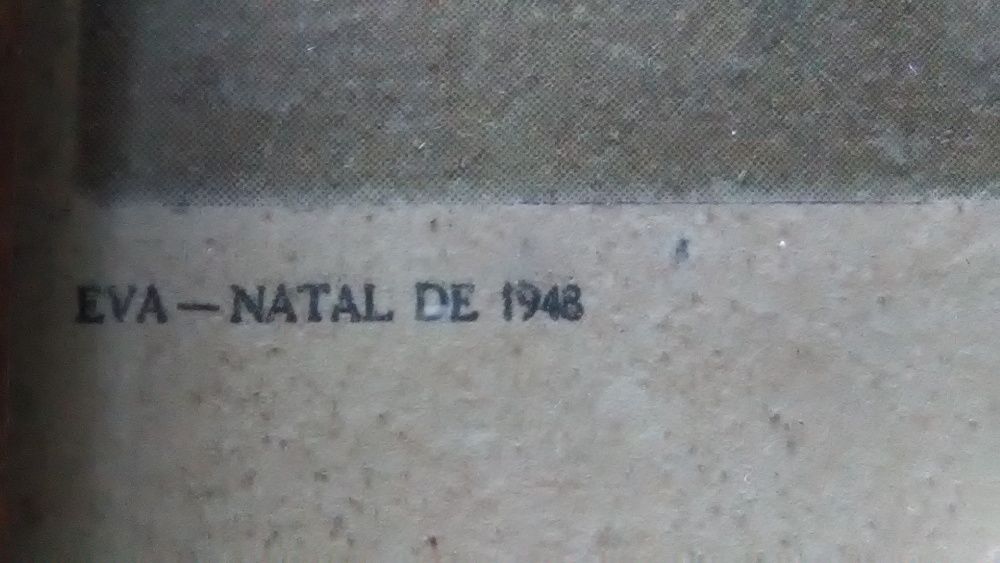 EVA — NATAL DE 1948